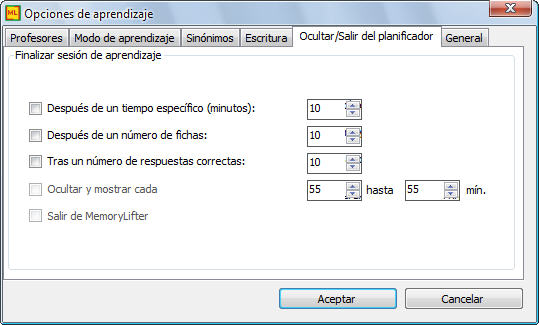 ML Opciones de aprendizaje
Profesores Modo de aprendizaje Sinónimos Escritura Ocultar/Salir del planificador General
Finalizar sesión de aprendizaje
Después de un tiempo específico (minutos): 10
Después de un número de fichas: 10
Tras un número de respuestas correctas: 10
Ocultar y mostrar cada 55 hasta 55 mín.
Salir de MemoryLifter
Aceptar Cancelar